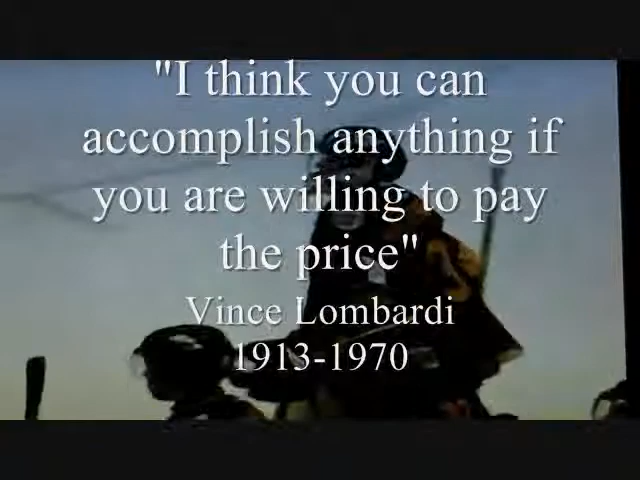 "I think you can
accomplish anything if
you are willing to pay
the price"
Vince Lombardi
1913-1970